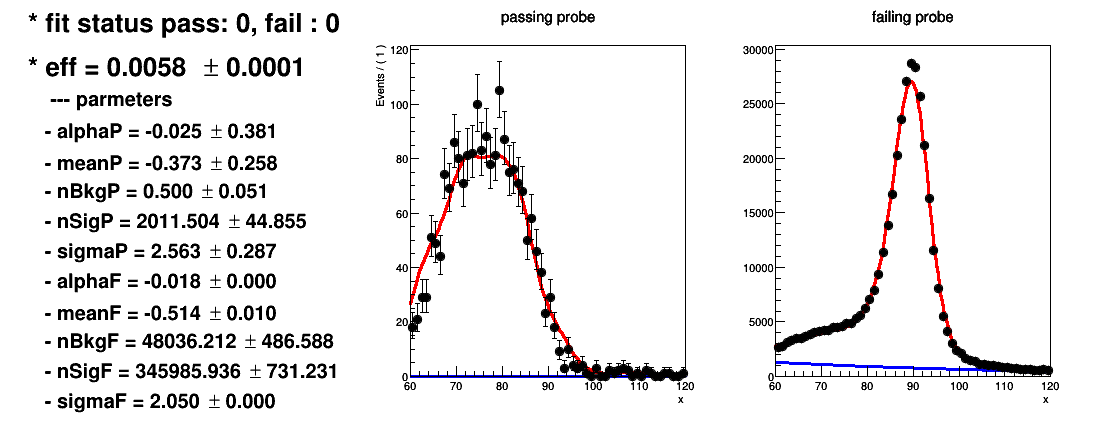 * fit status pass: 0, fail : 0
* eff = 0.0058 ± 0.0001
--- parmeters
- alphaP = -0.025 ± 0.381
- meanP = -0.373 ± 0.258
- nBkgP = 0.500 ± 0.051
- nSigP = 2011.504 ± 44.855
- sigmaP = 2.563 ± 0.287
- alphaF = -0.018 ± 0.000
- meanF = -0.514 ± 0.010
- nBkgF = 48036.212 ± 486.588
- nSigF = 345985.936 ± 731.231
- sigmaF = 2.050 ± 0.000
passing probe
Events / ( 1 )
120
100
80
60
40
20
0
60 70 80 90 100 110 120
x
failing probe
30000
25000
20000
15000
10000
5000
0
60 70 80 90 100 110 120
x